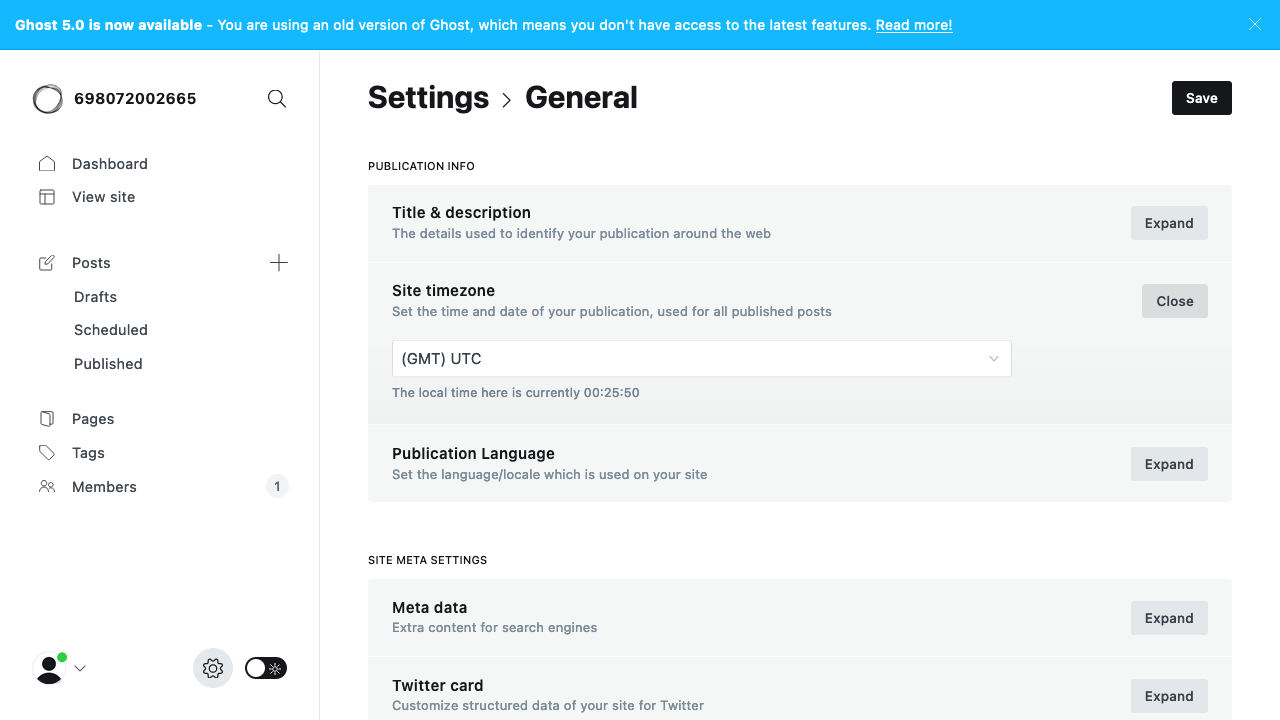 Ghost 5.0 is now available - You are using an old version of Ghost, which means you don't have access to the latest features. Read more!
698072002665
Dashboard
View site
Posts
Drafts
Scheduled
Published
Pages
Tags
Members 1
Settings > General
Save
PUBLICATION INFO
Title & description
The details used to identify your publication around the web
Expand
Site timezone
Set the time and date of your publication, used for all published posts
Close
(GMT) UTC
The local time here is currently 00:25:50
Publication Language
Set the language/locale which is used on your site
Expand
SITE META SETTINGS
Meta data
Extra content for search engines
Expand
Twitter card
Customize structured data of your site for Twitter
Expand